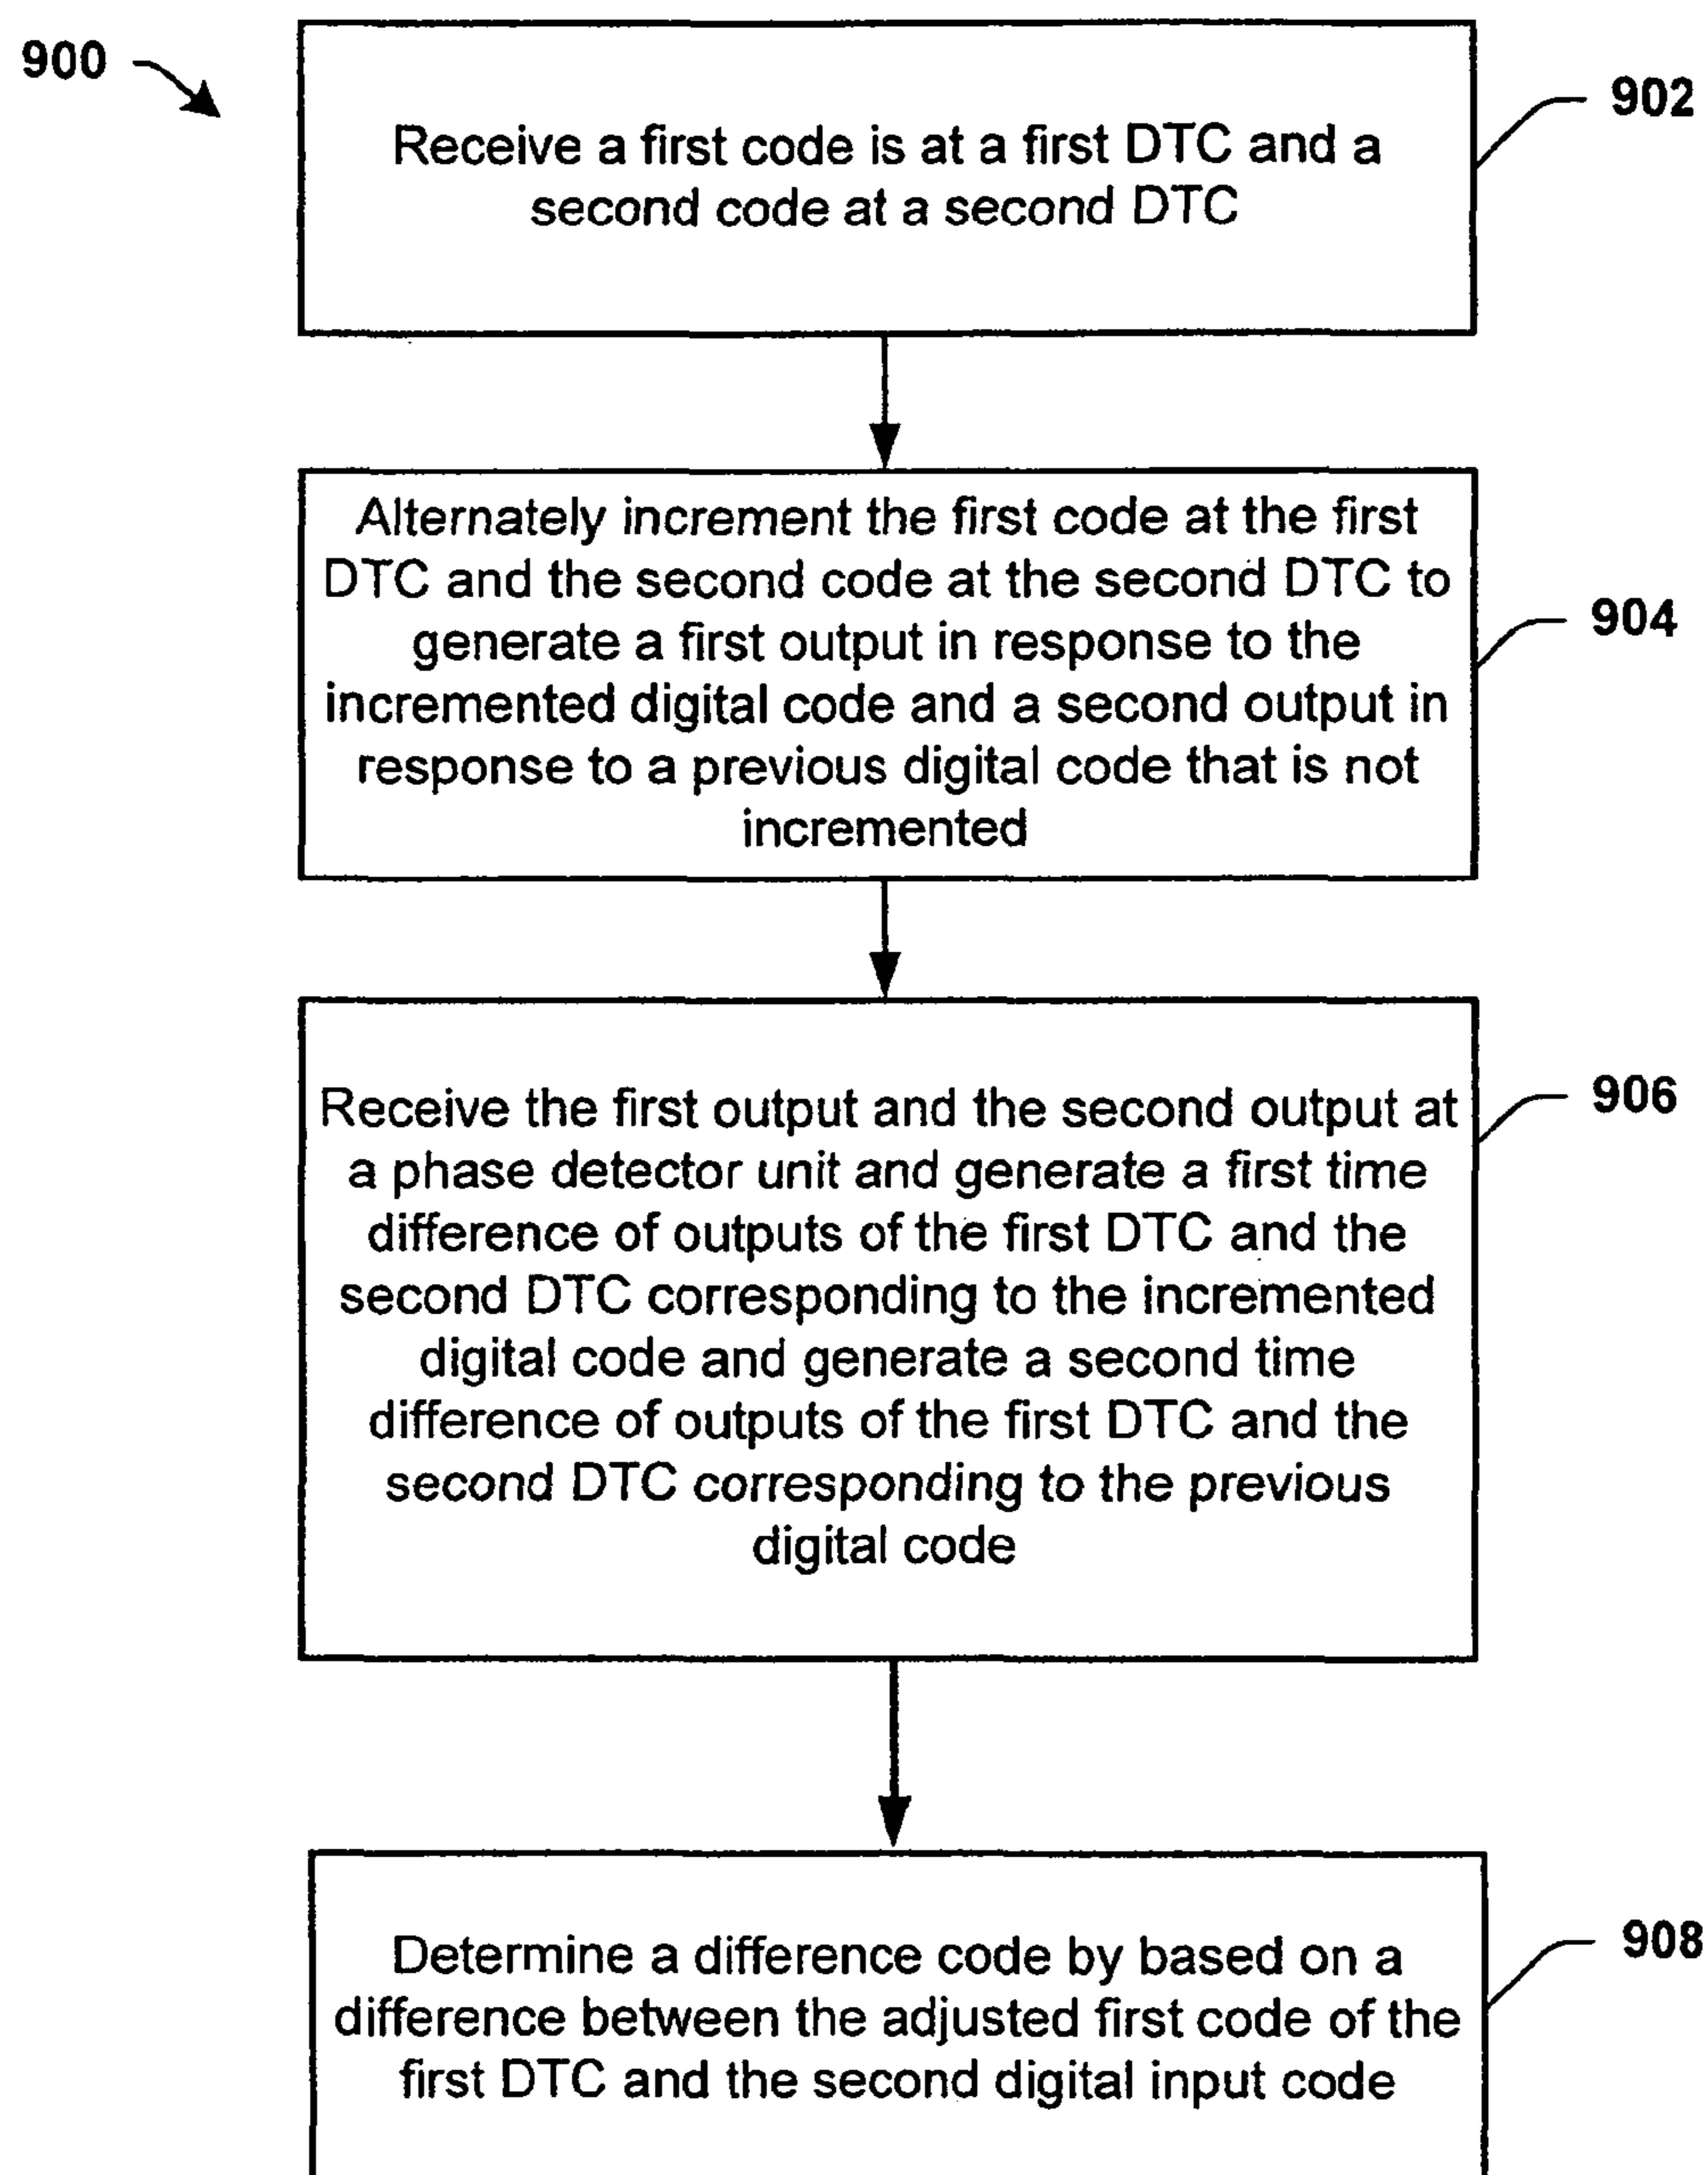 900
902
Receive a first code is at a first DTC and a
second code at a second DTC
Alternately increment the first code at the first
DTC and the second code at the second DTC to
generate a first output in response to the
incremented digital code and a second output in
response to a previous digital code that is not
incremented
904
Receive the first output and the second output at
a phase detector unit and generate a first time
difference of outputs of the first DTC and the
second DTC corresponding to the incremented
digital code and generate a second time
difference of outputs of the first DTC and the
second DTC corresponding to the previous
digital code
906
Determine a difference code by based on a
difference between the adjusted first code of the
first DTC and the second digital input code
908